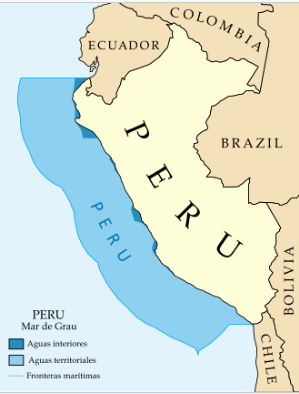 COLOMBIA
ECUADOR
PERU
BRAZIL
PERU
BOLIVIA
CHILE
PERU
Mar de Grau
Aguas interiores
Aguas territoriales
Fronteras marítimas